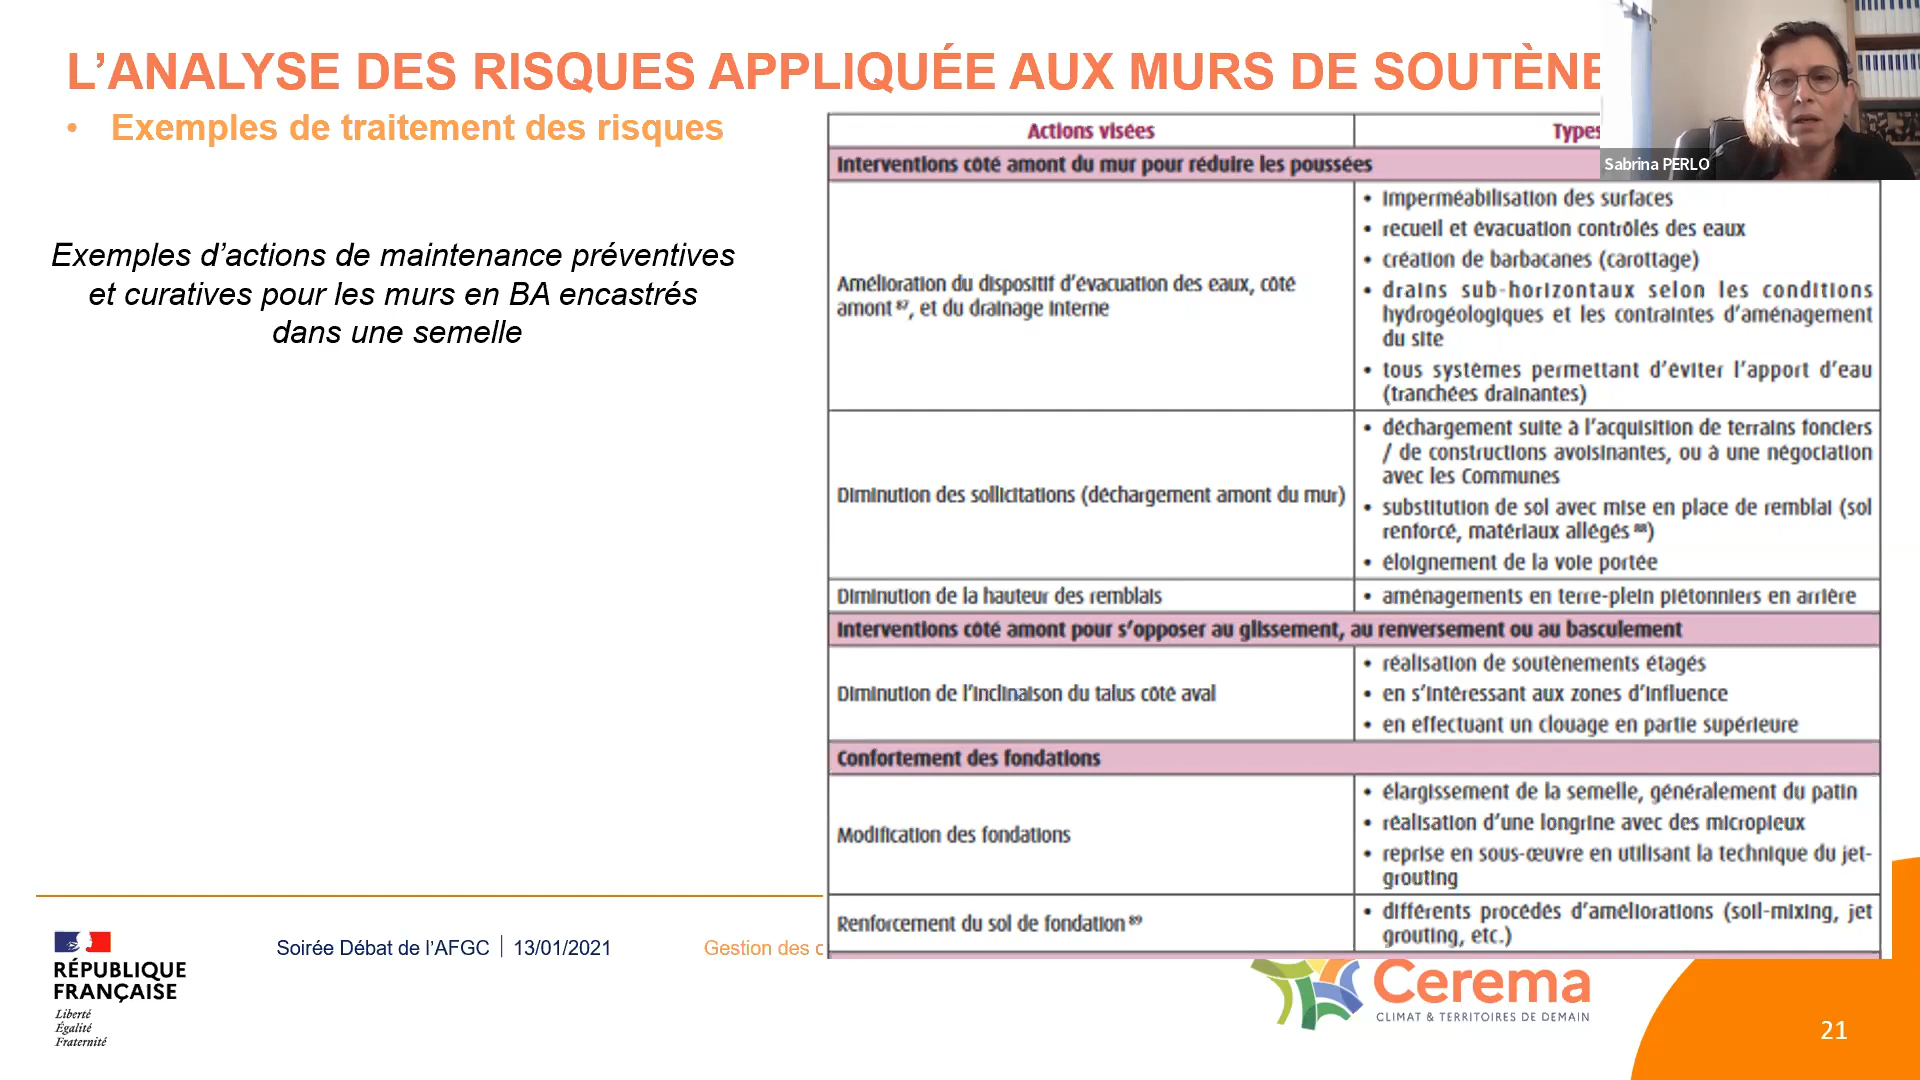 L’ANALYSE DES RISQUES APPLIQUÉE AUX MURS DE SOUTÈNE
• Exemples de traitement des risques
Exemples d’actions de maintenance préventives
et curatives pour les murs en BA encastrés
dans une semelle
Actions visées
Types
Interventions côté amont du mur pour réduire les poussées
Amélioration du dispositif d’évacuation des eaux, côté
amont 87, et du drainage interne
• imperméabilisation des surfaces
• recueil et évacuation contrôlés des eaux
• création de barbacanes (carottage)
• drains sub-horizontaux selon les conditions
hydrogéologiques et les contraintes d’aménagement
du site
• tous systèmes permettant d’éviter l’apport d’eau
(tranchées drainantes)
Diminution des sollicitations (déchargement amont du mur)
• déchargement suite à l’acquisition de terrains fonciers
/ de constructions avoisinantes, ou à une négociation
avec les Communes
• substitution de sol avec mise en place de remblai (sol
renforcé, matériaux allégés 88)
• éloignement de la voie portée
Diminution de la hauteur des remblais
• aménagements en terre-plein piétonniers en arrière
Interventions côté amont pour s’opposer au glissement, au renversement ou au basculement
Diminution de l’inclinaison du talus côté aval
• réalisation de soutènements étagés
• en s’intéressant aux zones d’influence
• en effectuant un clouage en partie supérieure
Confortement des fondations
Modification des fondations
• élargissement de la semelle, généralement du patin
• réalisation d’une longrine avec des micropieux
• reprise en sous-œuvre en utilisant la technique du jet-
grouting
Renforcement du sol de fondation 89
• différents procédés d’améliorations (soil-mixing, jet
grouting, etc.)
Sabrina PERLO
RÉPUBLIQUE
FRANÇAISE
Liberté
Égalité
Fraternité
Soirée Débat de l’AFGC | 13/01/2021
Gestion des c
Cerema
CLIMAT & TERRITOIRES DE DEMAIN
21